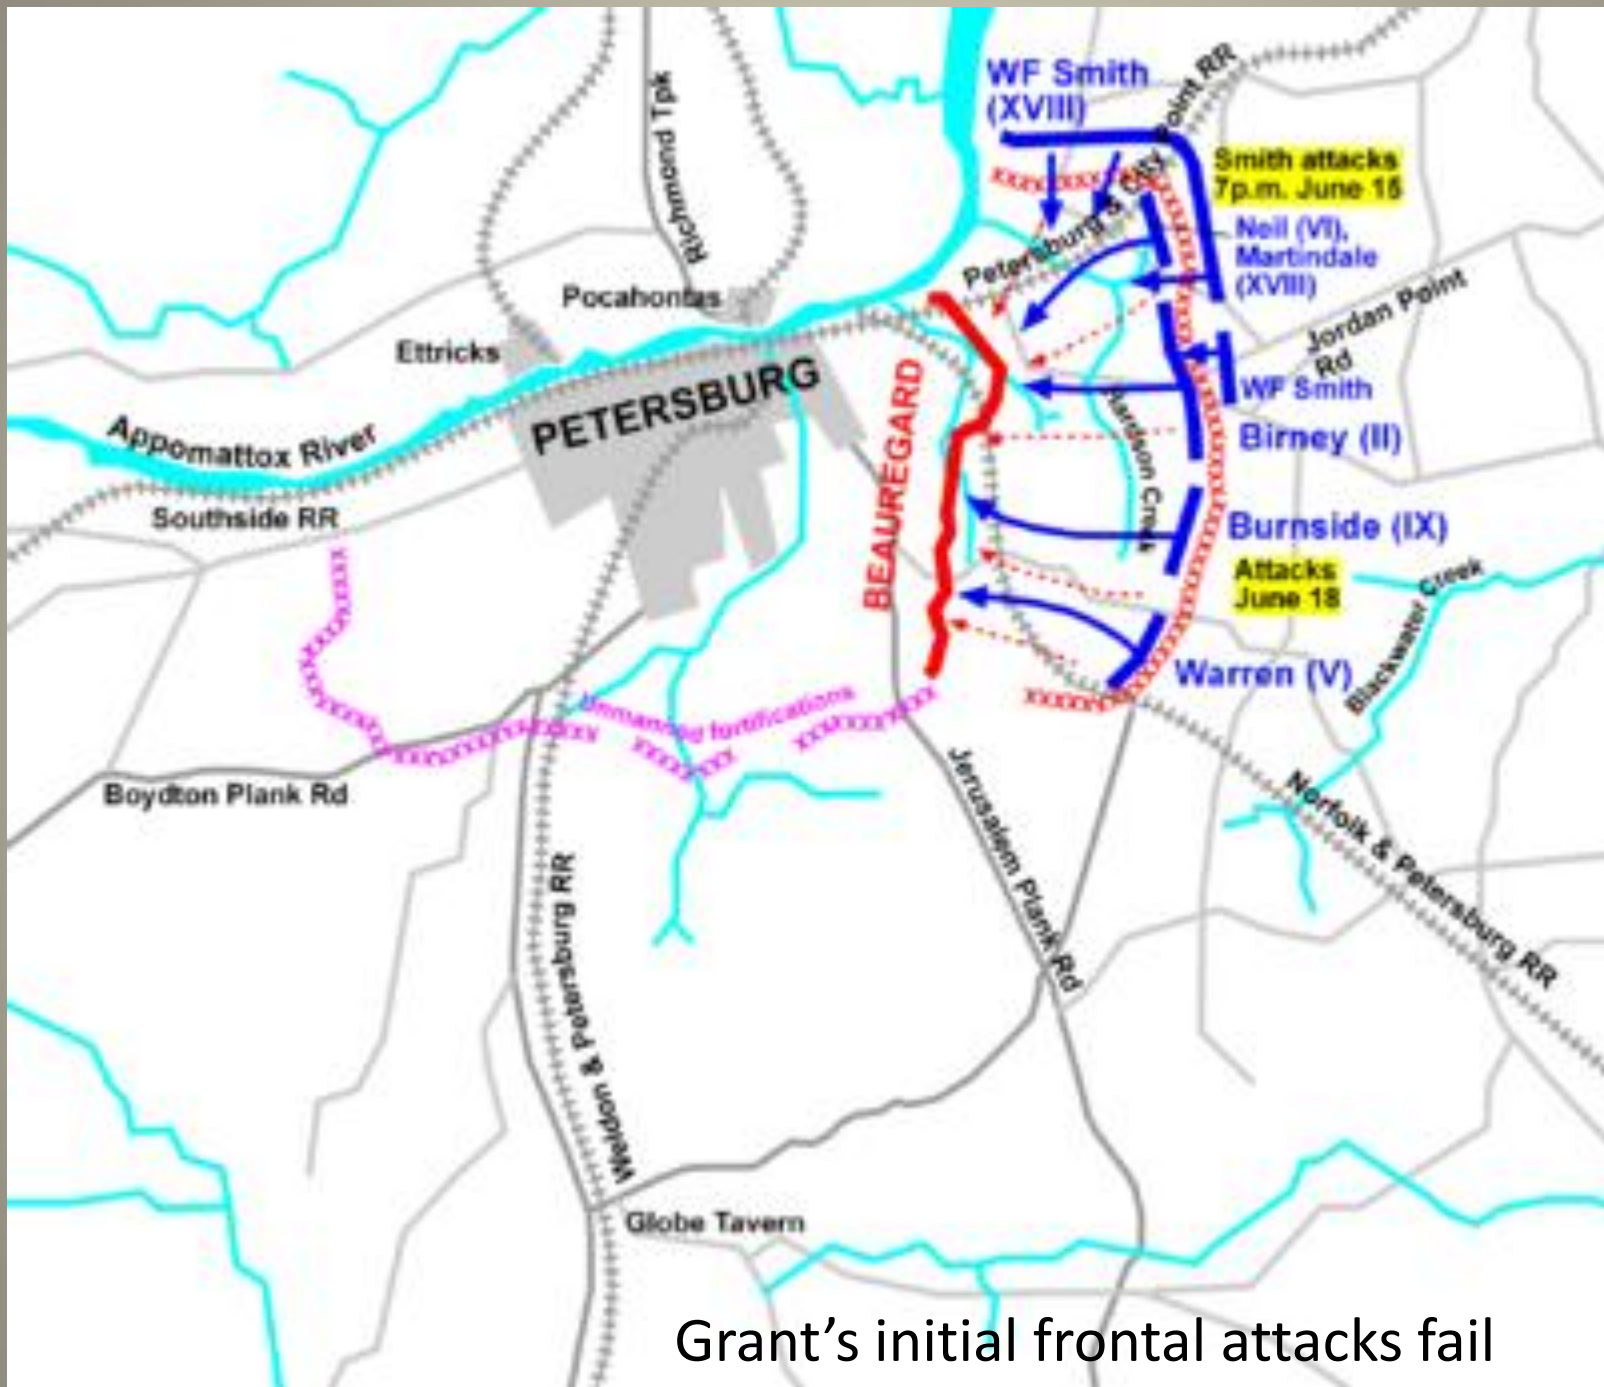 WF Smith
(XVIII)
Petersburg & City Point RR
Smith attacks
7p.m. June 15
Neil (VI),
Martindale
(XVIII)
Richmond Tpk
Pocahontas
Ettricks
Jordan Point
Rd
WF Smith
PETERSBURG
BEAUREGARD
Appomattox River
Birney (II)
Hardson Creek
Southside RR
Burnside (IX)
Attacks
June 18
Blackwater Creek
Warren (V)
Unmanned fortifications
Boydton Plank Rd
Jerusalem Plank Rd
Norfolk & Petersburg RR
Weldon & Petersburg RR
Globe Tavern
Grant’s initial frontal attacks fail